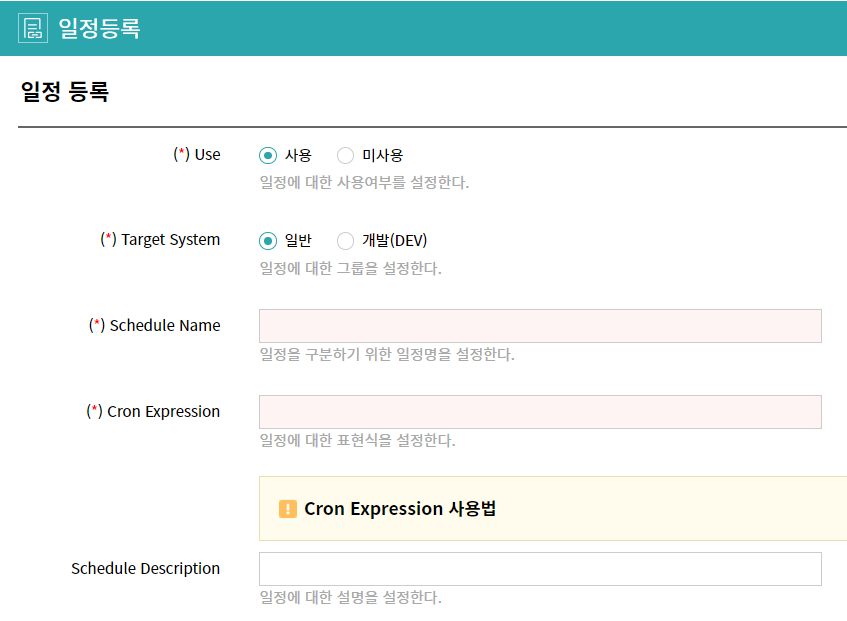 일정등록
일정 등록
(*) Use 사용 미사용
일정에 대한 사용여부를 설정한다.
(*) Target System 일반 개발(DEV)
일정에 대한 그룹을 설정한다.
(*) Schedule Name
일정을 구분하기 위한 일정명을 설정한다.
(*) Cron Expression
일정에 대한 표현식을 설정한다.
Cron Expression 사용법
Schedule Description
일정에 대한 설명을 설정한다.